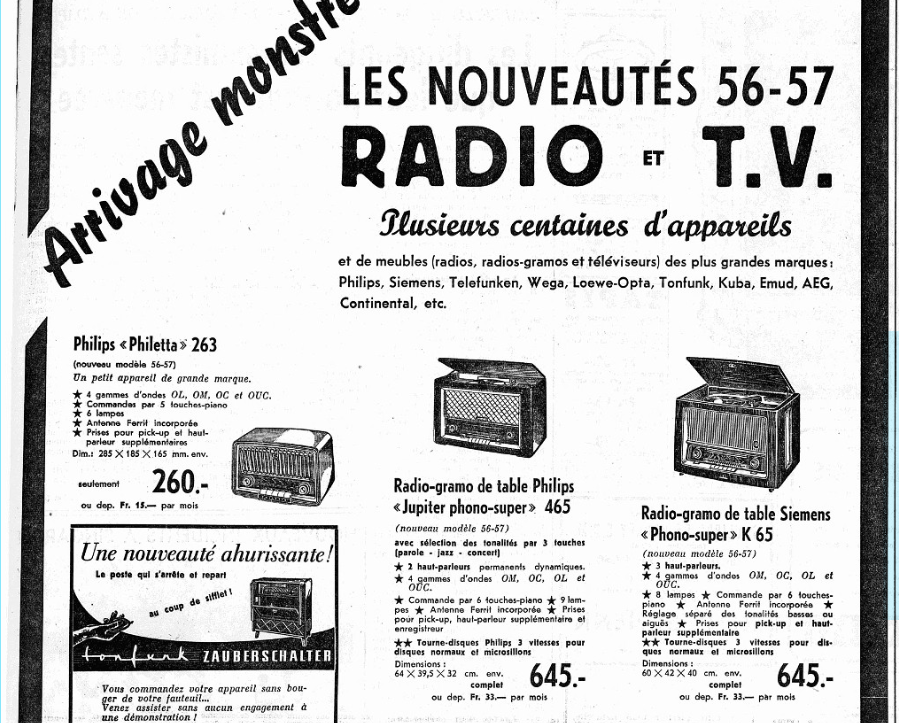 Arrivage monstre
LES NOUVEAUTÉS 56-57
RADIO ET T.V.
Plusieurs centaines d'appareils
et de meubles (radios, radios-gramos et téléviseurs) des plus grandes marques:
Philips, Siemens, Telefunken, Wega, Loewe-Opta, Tonfunk, Kuba, Emud, AEG,
Continental, etc.
Philips «Philetta» 263
(nouveau modèle 56-57)
Un petit appareil de grande marque.
★ 4 gammes d'ondes OL, OM, OC et OUC.
★ Commandes par 5 touches-piano
★ 6 lampes
★ Antenne Ferrit incorporée
★ Prises pour pick-up et haut-
parleur supplémentaires
Dim.: 285 × 185 × 165 mm. env.
seulement 260.-
ou dep. Fr. 15.— par mois
Une nouveauté ahurissante!
Le poste qui s'arrête et repart
au coup de sifflet!
tonfunk ZAUBERSCHALTER
Vous commandez votre appareil sans bou-
ger de votre fauteuil...
Venez assister sans aucun engagement à
une démonstration!
Radio-gramo de table Philips
«Jupiter phono-super» 465
(nouveau modèle 56-57)
avec sélection des tonalités par 3 touches
(parole - jazz - concert)
★ 2 haut-parleurs permanents dynamiques.
★ 4 gammes d'ondes OM, OC, OL et
OUC.
★ Commande par 6 touches-piano ★ 9 lam-
pes ★ Antenne Ferrit incorporée ★ Prises
pour pick-up, haut-parleur supplémentaire et
enregistreur
★★ Tourne-disques Philips 3 vitesses pour
disques normaux et microsillons
Dimensions:
64 × 39,5 × 32 cm. env.
complet 645.-
ou dep. Fr. 33.— par mois
Radio-gramo de table Siemens
«Phono-super» K 65
(nouveau modèle 56-57)
★ 3 haut-parleurs.
★ 4 gammes d'ondes OM, OC, OL et
OUC.
★ 8 lampes ★ Commande par 6 touches-
piano ★ Antenne Ferrit incorporée ★
Réglage séparé des tonalités basses ou
aiguës ★ Prises pour pick-up et haut-
parleur supplémentaire
★★ Tourne-disques 3 vitesses pour dis-
ques normaux et microsillons
Dimensions:
60 × 42 × 40 cm. env.
complet 645.-
ou dep. Fr. 33.— par mois